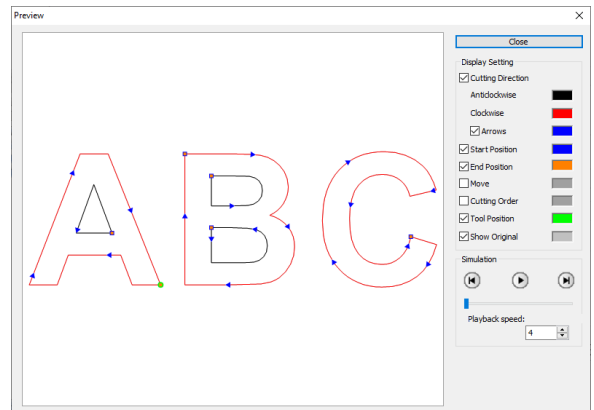 Preview
ABC
Close
Display Setting
Cutting Direction
Anticlockwise
Clockwise
Arrows
Start Position
End Position
Move
Cutting Order
Tool Position
Show Original
Simulation
Playback speed:
4